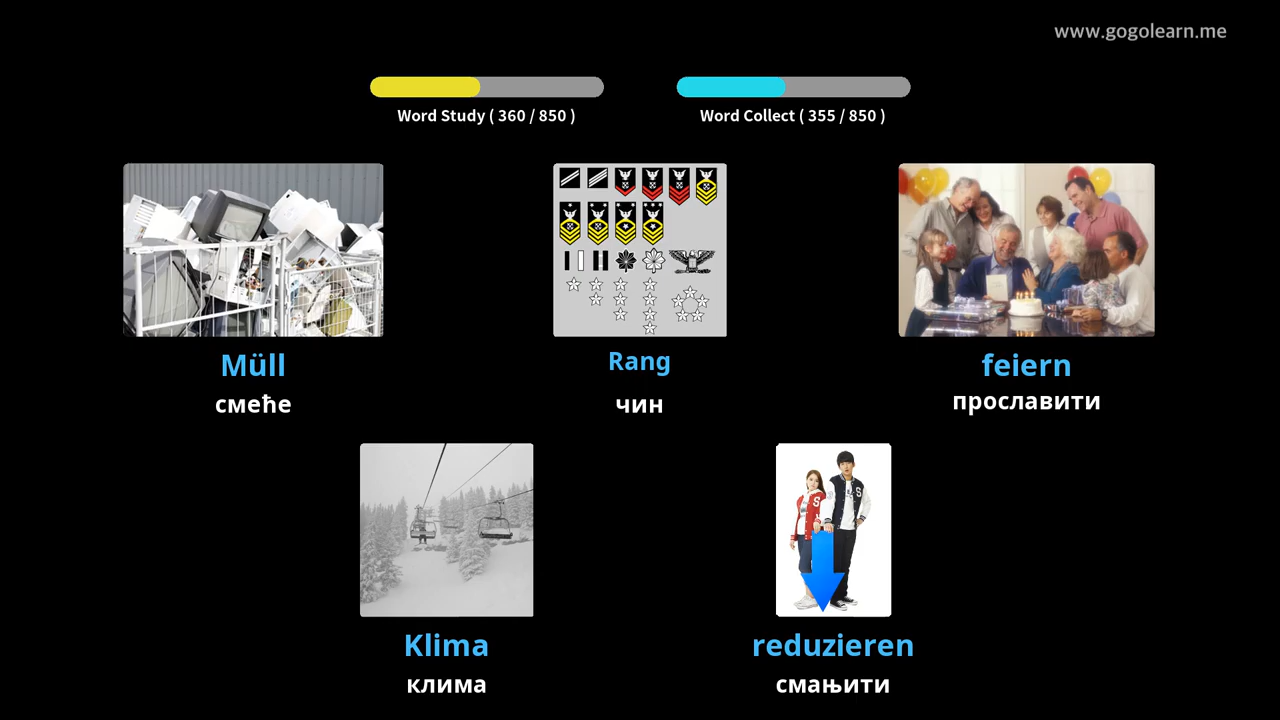 www.gogolearn.me
Word Study ( 360 / 850 )
Word Collect ( 355 / 850 )
Müll
смеће
Rang
чин
feiern
прославити
Klima
клима
reduzieren
смањити